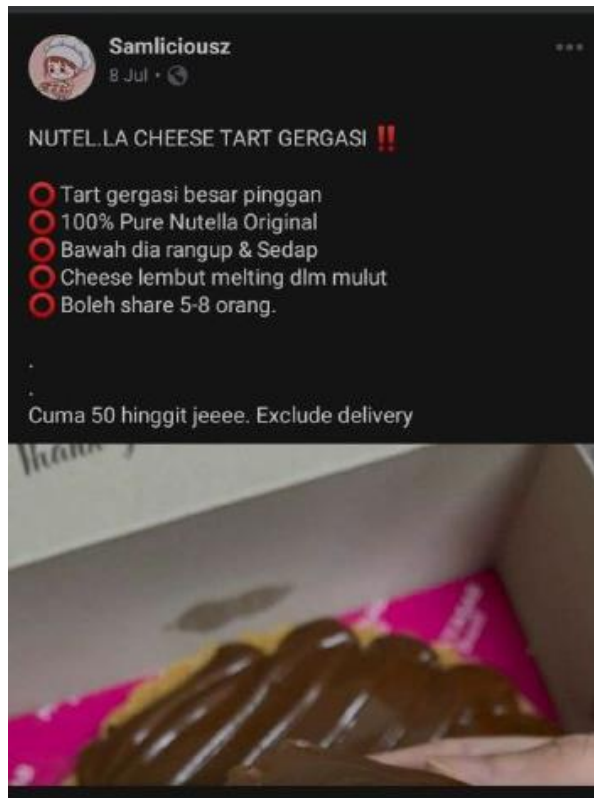 Samliciousz
8 Jul •
NUTEL.LA CHEESE TART GERGASI ‼️
⭕ Tart gergasi besar pinggan
⭕ 100% Pure Nutella Original
⭕ Bawah dia rangup & Sedap
⭕ Cheese lembut melting dlm mulut
⭕ Boleh share 5-8 orang.
.
.
Cuma 50 hinggit jeeee. Exclude delivery